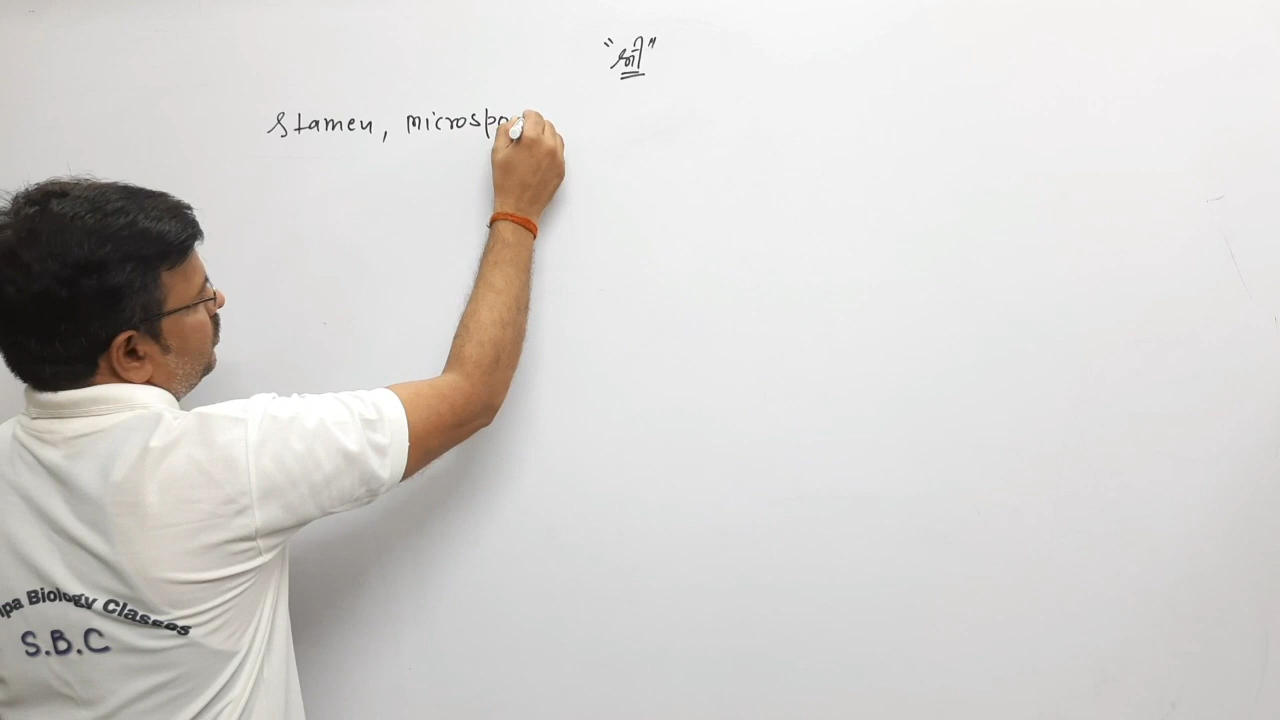 "श्री"
Stamen, microspo
pa Biology Classes
S.B.C